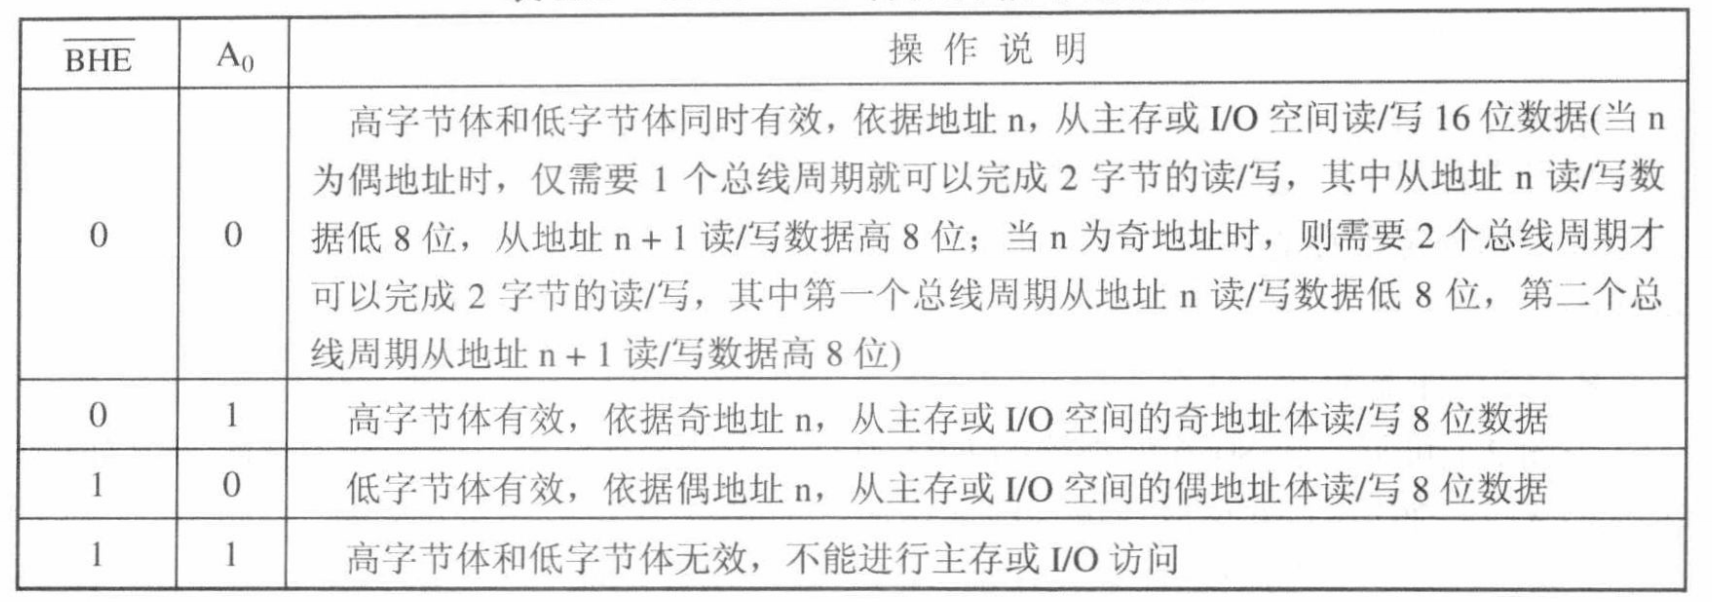 BHE A0 操作说明
高字节体和低字节体同时有效，依据地址 n，从主存或 I/O 空间读/写 16 位数据(当 n
为偶地址时，仅需要 1 个总线周期就可以完成 2 字节的读/写，其中从地址 n 读/写数
0 0 据低 8 位，从地址 n + 1 读/写数据高 8 位；当 n 为奇地址时，则需要 2 个总线周期才
可以完成 2 字节的读/写，其中第一个总线周期从地址 n 读/写数据低 8 位，第二个总
线周期从地址 n + 1 读/写数据高 8 位)
0 1 高字节体有效，依据奇地址 n，从主存或 I/O 空间的奇地址体读/写 8 位数据
1 0 低字节体有效，依据偶地址 n，从主存或 I/O 空间的偶地址体读/写 8 位数据
1 1 高字节体和低字节体无效，不能进行主存或 I/O 访问